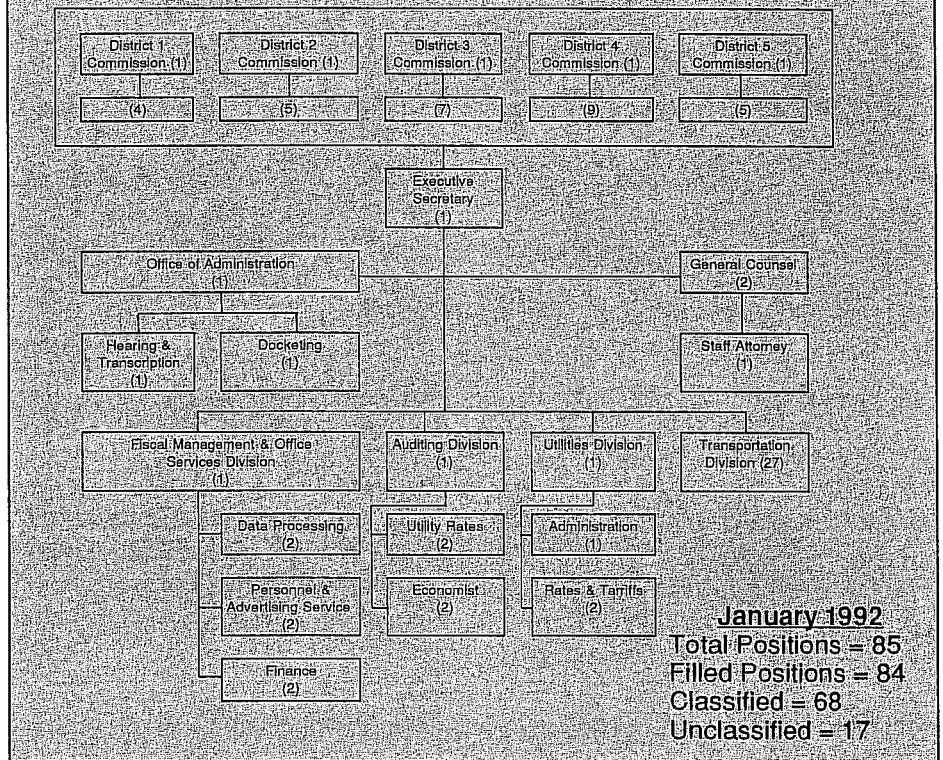 District 1
Commission (1)
District 2
Commission (1)
District 3
Commission (1)
District 4
Commission (1)
District 5
Commission (1)
(4)
(5)
(7)
(9)
(5)
Executive
Secretary
(1)
Office of Administration
(1)
General Counsel
(2)
Hearing &
Transcription
(1)
Docketing
(1)
Staff Attorney
(1)
Fiscal Management & Office
Services Division
(1)
Auditing Division
(1)
Utilities Division
(1)
Transportation
Division (27)
Data Processing
(2)
Utility Rates
(2)
Administration
(1)
Personnel &
Advertising Service
(2)
Economist
(2)
Rates & Tarriffs
(2)
Finance
(2)
January 1992
Total Positions = 85
Filled Positions = 84
Classified = 68
Unclassified = 17